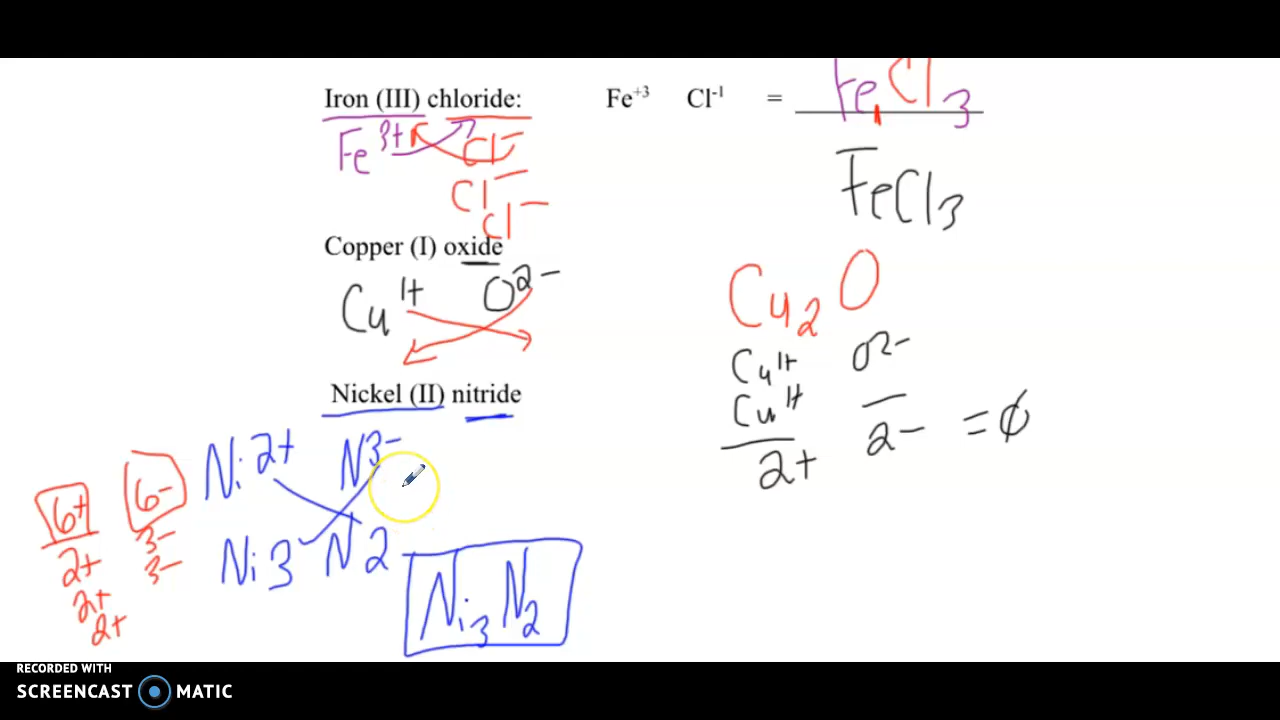 Iron (III) chloride: Fe+3 Cl-1 = Fe1Cl3
Fe3+ Cl-
Cl-
Cl-
FeCl3
Copper (I) oxide
Cu1+ O2-
Cu2O
Cu1+ O2-
Cu1+
2+ 2- = 0
Nickel (II) nitride
Ni2+ N3-
6+ 6-
2+ 3-
2+ 3-
2+
Ni3 N2
Ni3N2
RECORDED WITH
SCREENCAST MATIC